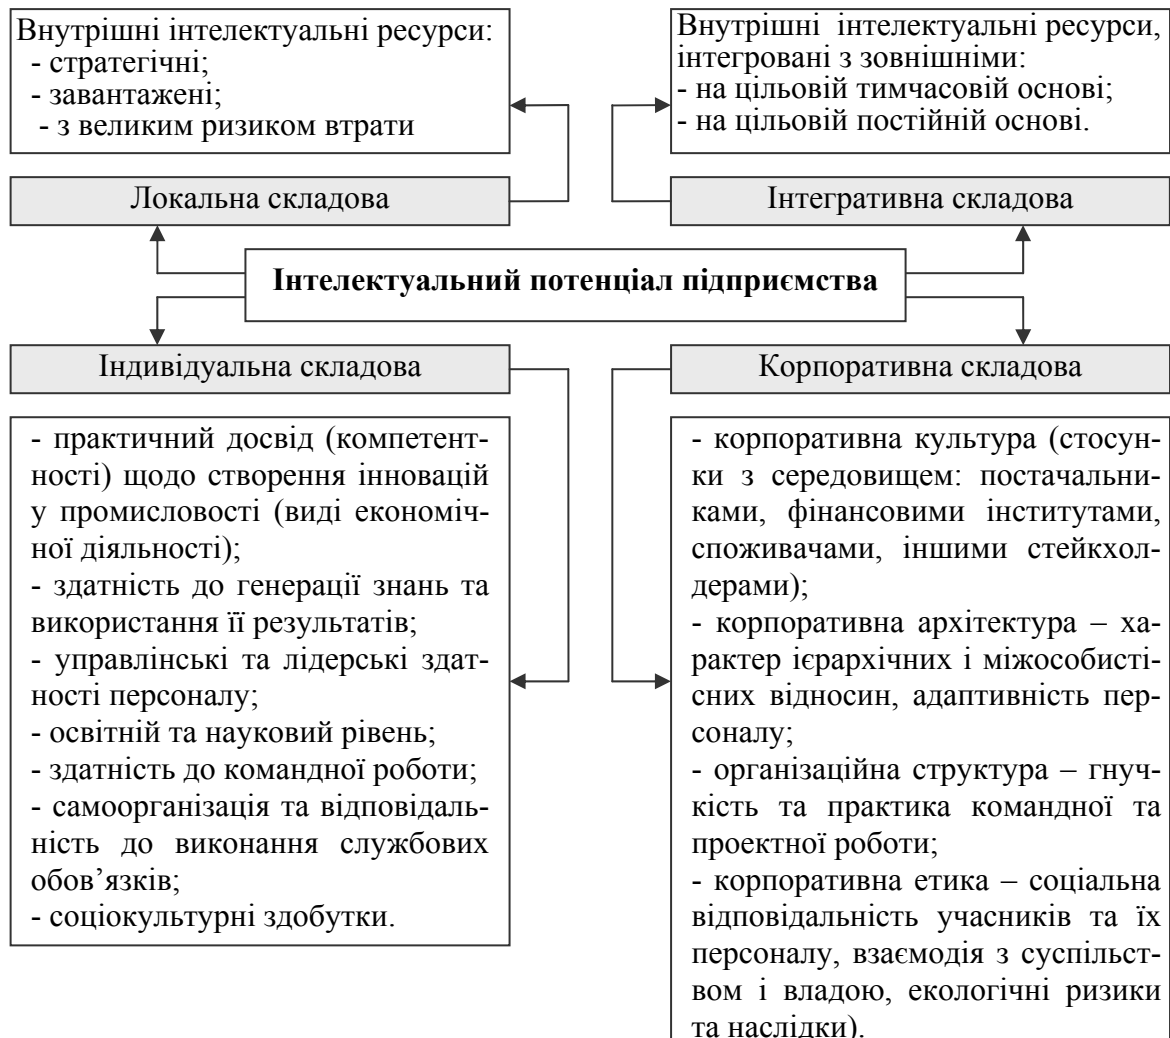 Внутрішні інтелектуальні ресурси:
- стратегічні;
- завантажені;
- з великим ризиком втрати
Внутрішні інтелектуальні ресурси,
інтегровані з зовнішніми:
- на цільовій тимчасовій основі;
- на цільовій постійній основі.
Локальна складова
Інтегративна складова
Інтелектуальний потенціал підприємства
Індивідуальна складова
Корпоративна складова
- практичний досвід (компетент-
ності) щодо створення інновацій
у промисловості (виді економіч-
ної діяльності);
- здатність до генерації знань та
використання її результатів;
- управлінські та лідерські здат-
ності персоналу;
- освітній та науковий рівень;
- здатність до командної роботи;
- самоорганізація та відповідаль-
ність до виконання службових
обов’язків;
- соціокультурні здобутки.
- корпоративна культура (стосун-
ки з середовищем: постачальни-
ками, фінансовими інститутами,
споживачами, іншими стейкхол-
дерами);
- корпоративна архітектура – ха-
рактер ієрархічних і міжособисті-
сних відносин, адаптивність пер-
соналу;
- організаційна структура – гнуч-
кість та практика командної та
проектної роботи;
- корпоративна етика – соціальна
відповідальність учасників та їх
персоналу, взаємодія з суспільст-
вом і владою, екологічні ризики
та наслідки).